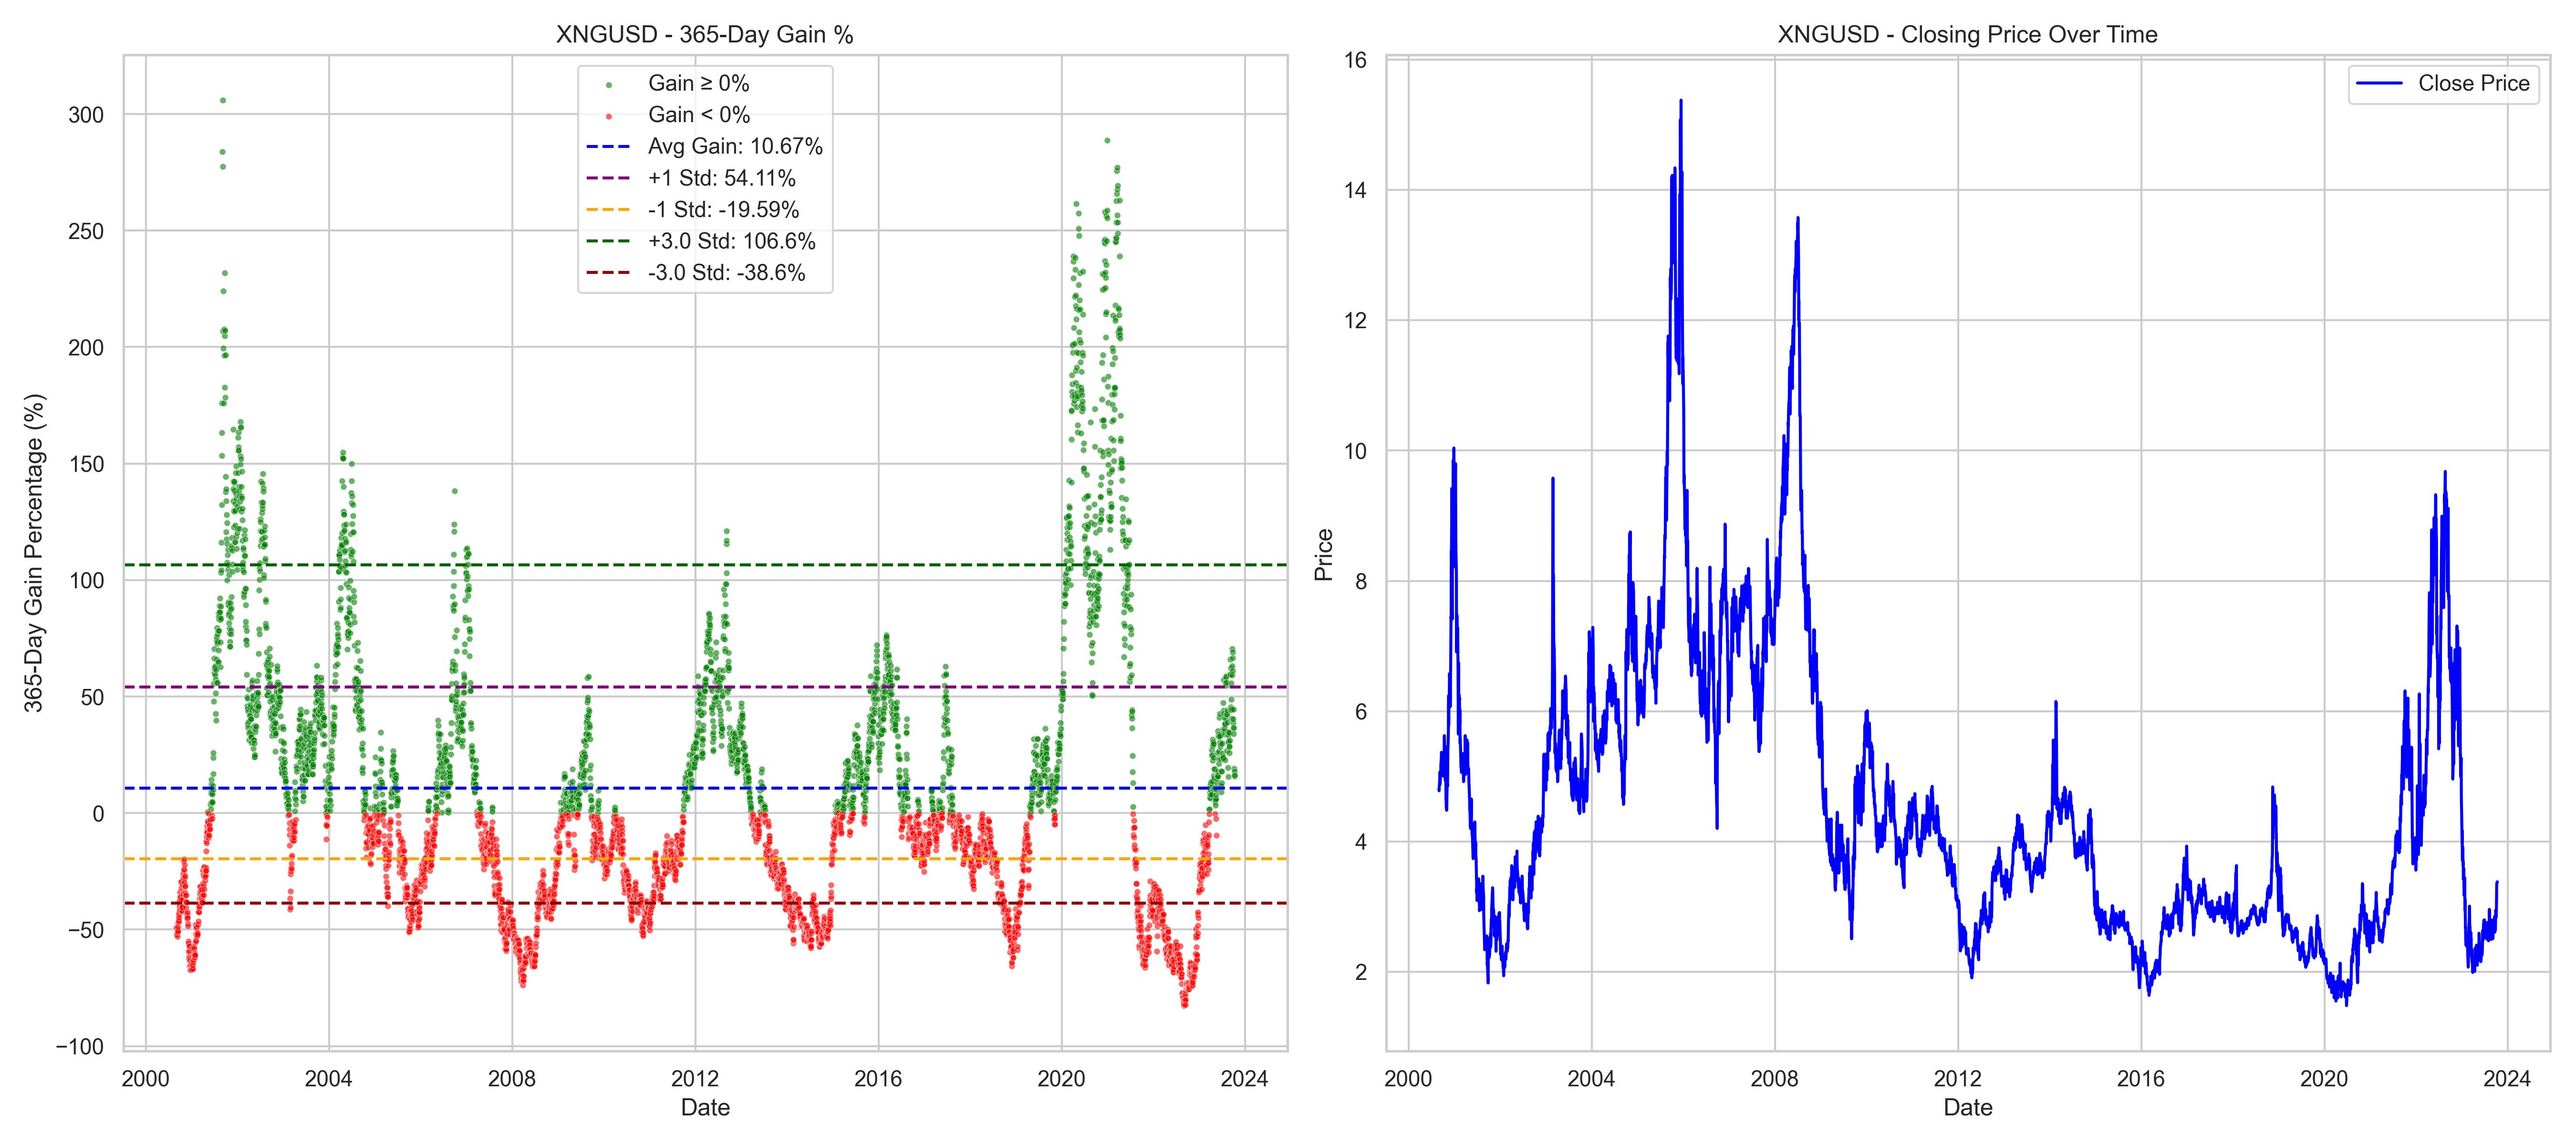 XNGUSD - 365-Day Gain %
365-Day Gain Percentage (%)
300
250
200
150
100
50
0
−50
−100
Gain ≥ 0%
Gain < 0%
Avg Gain: 10.67%
+1 Std: 54.11%
-1 Std: -19.59%
+3.0 Std: 106.6%
-3.0 Std: -38.6%
2000 2004 2008 2012 2016 2020 2024
Date
XNGUSD - Closing Price Over Time
Price
16
14
12
10
8
6
4
2
Close Price
2000 2004 2008 2012 2016 2020 2024
Date